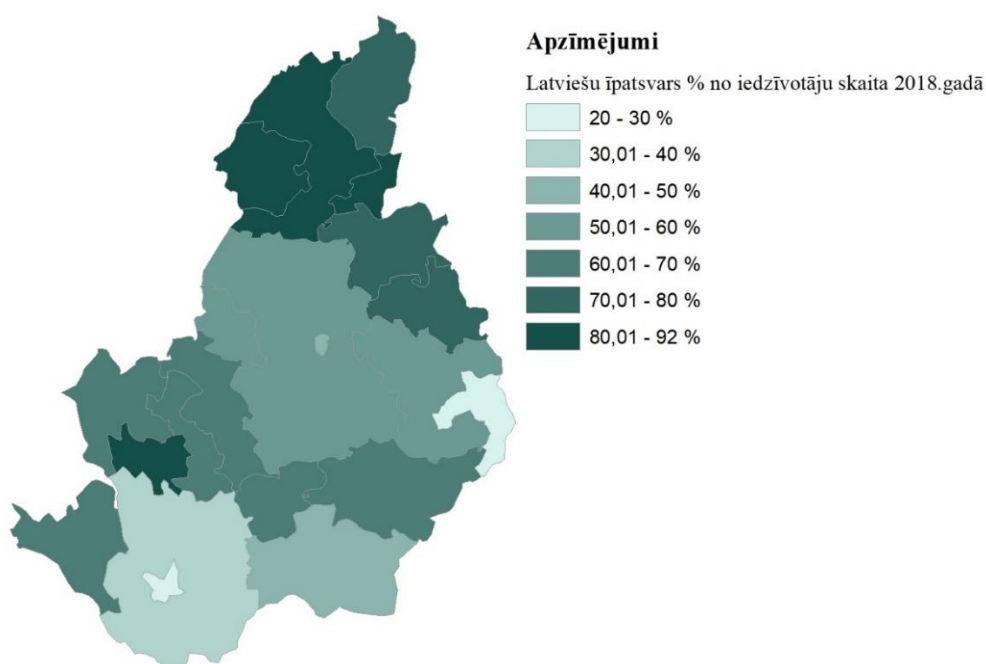 Apzīmējumi
Latviešu īpatsvars % no iedzīvotāju skaita 2018.gadā
20 - 30 %
30,01 - 40 %
40,01 - 50 %
50,01 - 60 %
60,01 - 70 %
70,01 - 80 %
80,01 - 92 %